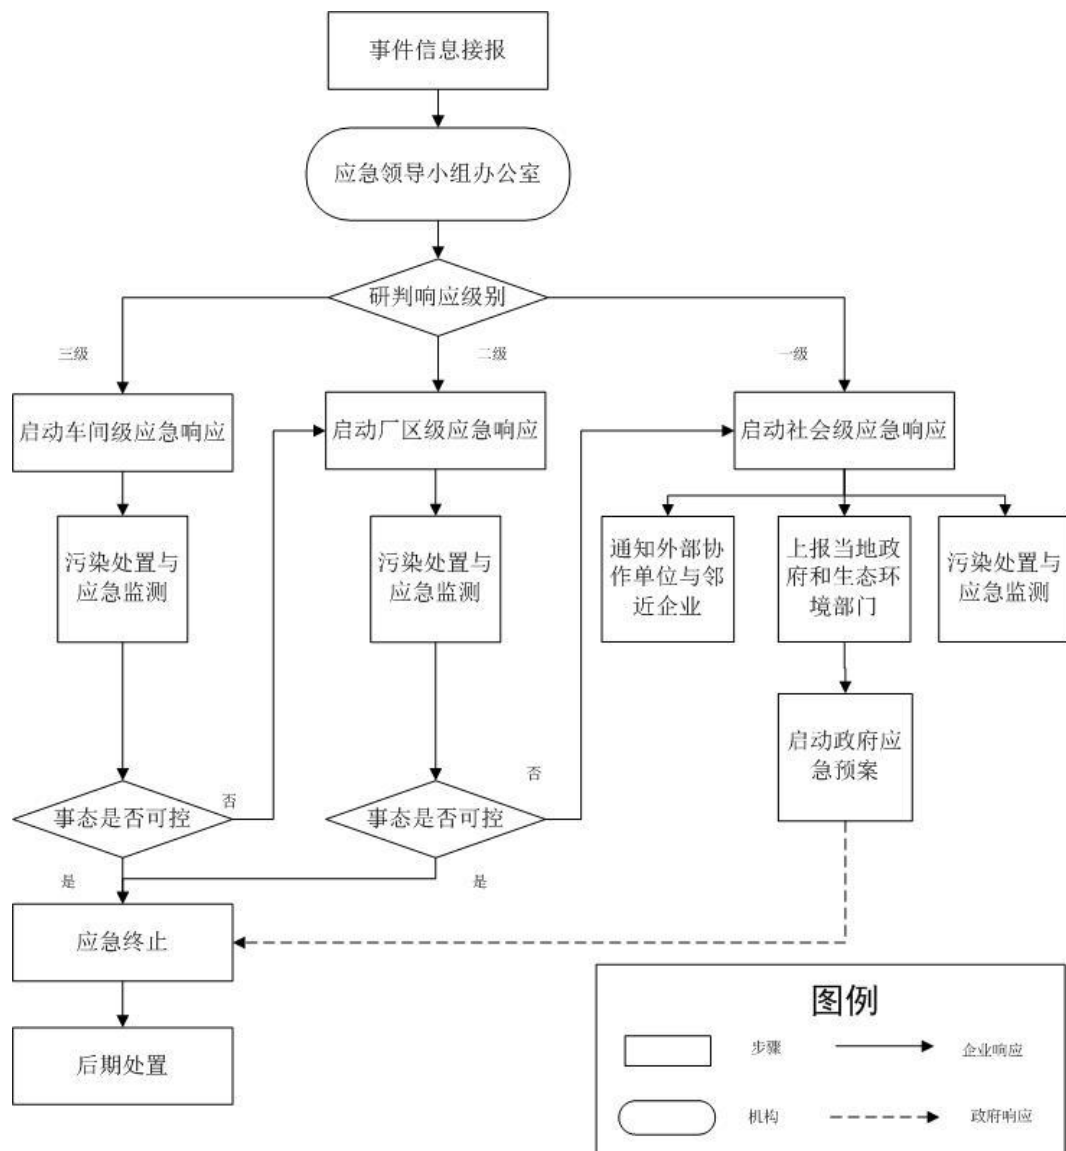 事件信息接报
应急领导小组办公室
研判响应级别
三级
二级
一级
启动车间级应急响应
启动厂区级应急响应
启动社会级应急响应
污染处置与
应急监测
污染处置与
应急监测
通知外部协
作单位与邻
近企业
上报当地政
府和生态环
境部门
污染处置与
应急监测
启动政府应
急预案
事态是否可控
否
事态是否可控
否
是
是
应急终止
后期处置
图例
步骤
企业响应
机构
政府响应